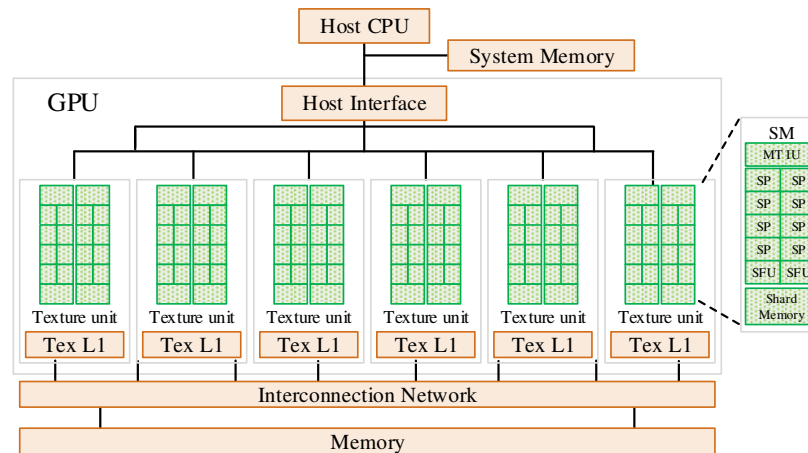 Host CPU
System Memory
GPU
Host Interface
SM
MT IU
SP SP
SP SP
SP SP
SP SP
SFU SFU
Shard
Memory
Texture unit Texture unit Texture unit Texture unit Texture unit Texture unit
Tex L1 Tex L1 Tex L1 Tex L1 Tex L1 Tex L1
Interconnection Network
Memory